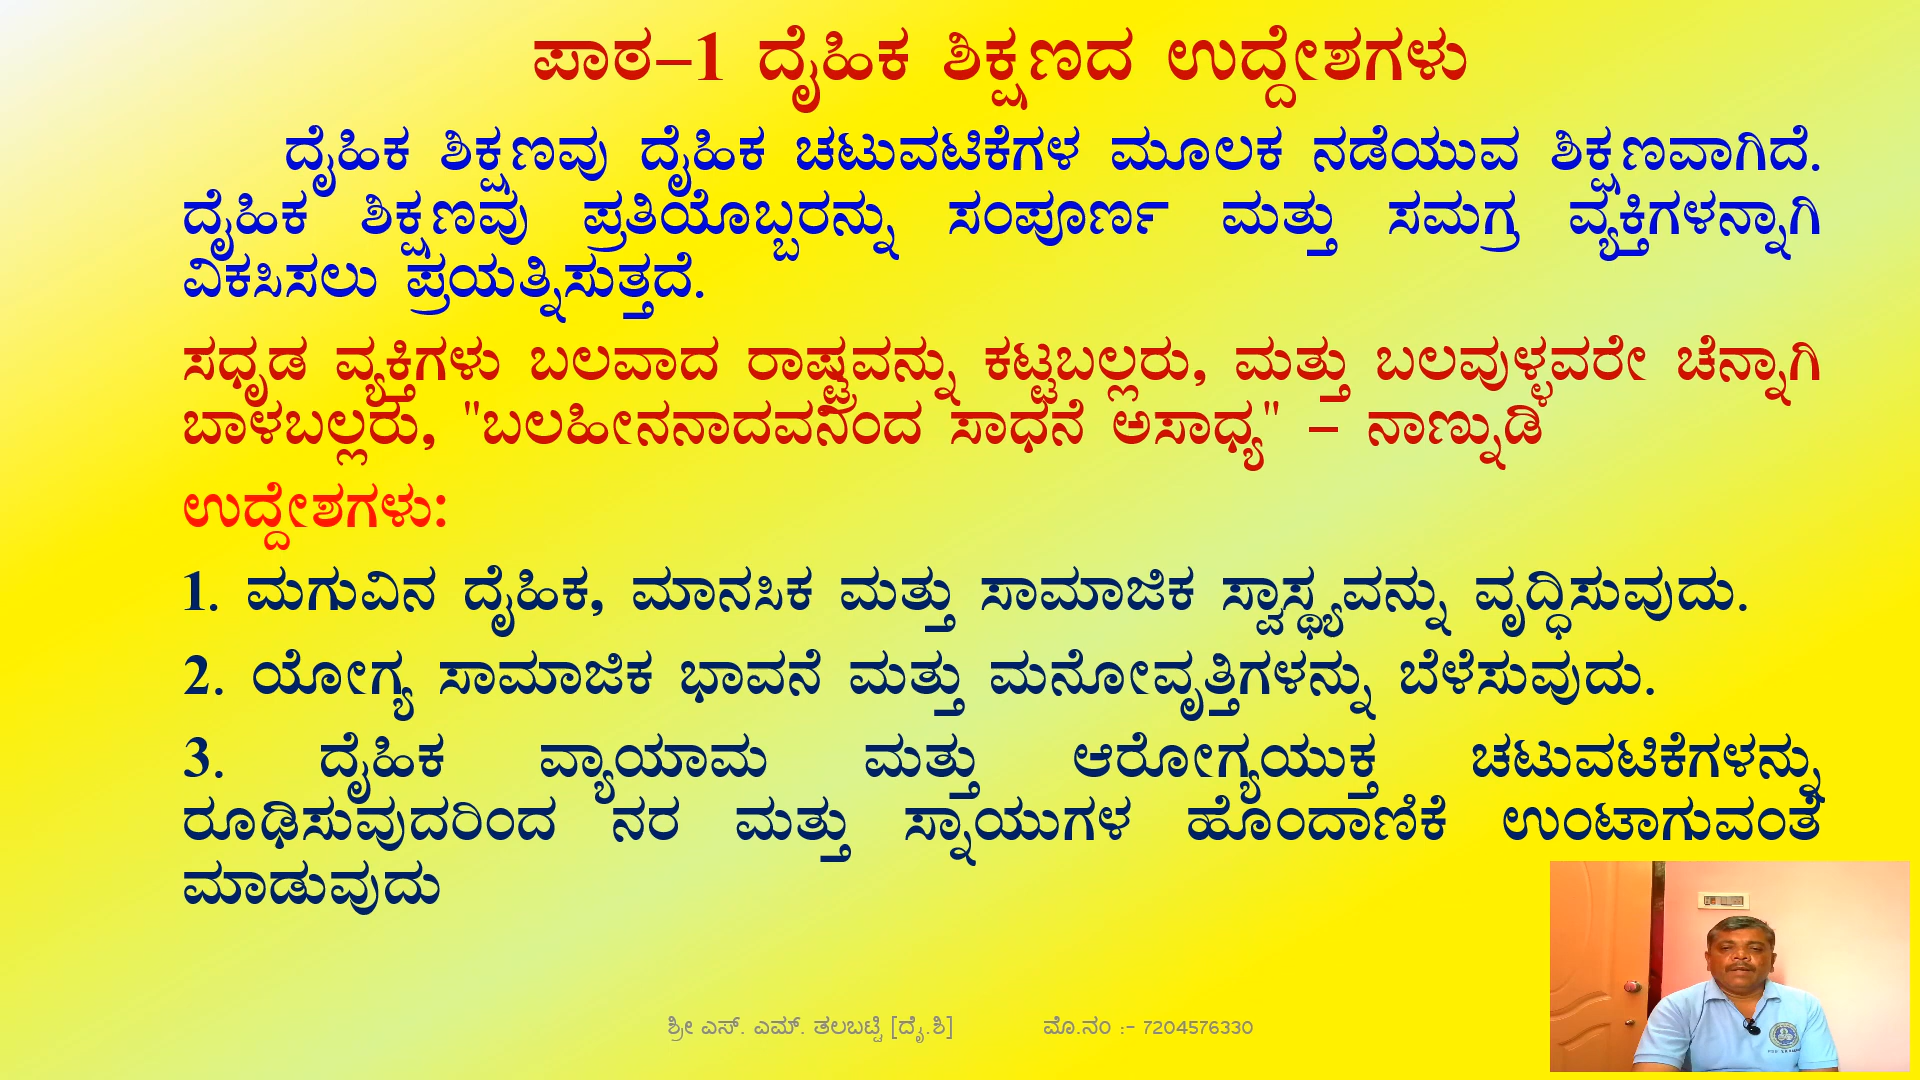 ಪಾಠ–1 ದೈಹಿಕ ಶಿಕ್ಷಣದ ಉದ್ದೇಶಗಳು
ದೈಹಿಕ ಶಿಕ್ಷಣವು ದೈಹಿಕ ಚಟುವಟಿಕೆಗಳ ಮೂಲಕ ನಡೆಯುವ ಶಿಕ್ಷಣವಾಗಿದೆ.
ದೈಹಿಕ ಶಿಕ್ಷಣವು ಪ್ರತಿಯೊಬ್ಬರನ್ನು ಸಂಪೂರ್ಣ ಮತ್ತು ಸಮಗ್ರ ವ್ಯಕ್ತಿಗಳನ್ನಾಗಿ
ವಿಕಸಿಸಲು ಪ್ರಯತ್ನಿಸುತ್ತದೆ.
ಸಧೃಡ ವ್ಯಕ್ತಿಗಳು ಬಲವಾದ ರಾಷ್ಟ್ರವನ್ನು ಕಟ್ಟಬಲ್ಲರು, ಮತ್ತು ಬಲವುಳ್ಳವರೇ ಚೆನ್ನಾಗಿ
ಬಾಳಬಲ್ಲರು, "ಬಲಹೀನನಾದವನಿಂದ ಸಾಧನೆ ಅಸಾಧ್ಯ" – ನಾಣ್ನುಡಿ
ಉದ್ದೇಶಗಳು:
1. ಮಗುವಿನ ದೈಹಿಕ, ಮಾನಸಿಕ ಮತ್ತು ಸಾಮಾಜಿಕ ಸ್ವಾಸ್ಥ್ಯವನ್ನು ವೃದ್ಧಿಸುವುದು.
2. ಯೋಗ್ಯ ಸಾಮಾಜಿಕ ಭಾವನೆ ಮತ್ತು ಮನೋವೃತ್ತಿಗಳನ್ನು ಬೆಳೆಸುವುದು.
3. ದೈಹಿಕ ವ್ಯಾಯಾಮ ಮತ್ತು ಆರೋಗ್ಯಯುಕ್ತ ಚಟುವಟಿಕೆಗಳನ್ನು
ರೂಢಿಸುವುದರಿಂದ ನರ ಮತ್ತು ಸ್ನಾಯುಗಳ ಹೊಂದಾಣಿಕೆ ಉಂಟಾಗುವಂತೆ
ಮಾಡುವುದು
ಶ್ರೀ ಎಸ್. ಎಮ್. ತಲಬಟ್ಟಿ [ದೈ.ಶಿ] ಮೊ.ನಂ :– 7204576330